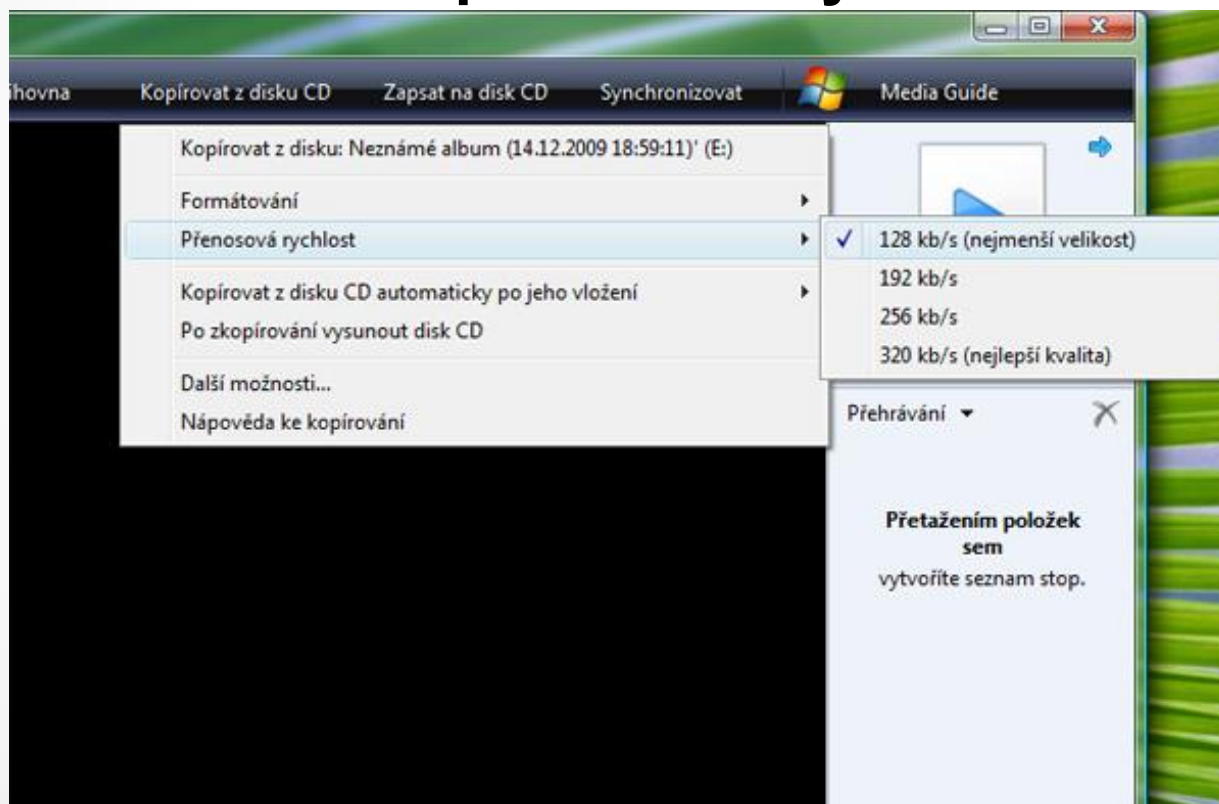 Kopírovat z disku CD Zapsat na disk CD Synchronizovat Media Guide
Kopírovat z disku: Neznámé album (14.12.2009 18:59:11)' (E:)
Formátování
Přenosová rychlost
Kopírovat z disku CD automaticky po jeho vložení
Po zkopírování vysunout disk CD
Další možnosti...
Nápověda ke kopírování
128 kb/s (nejmenší velikost)
192 kb/s
256 kb/s
320 kb/s (nejlepší kvalita)
Přehrávání
Přetažením položek
sem
vytvoříte seznam stop.